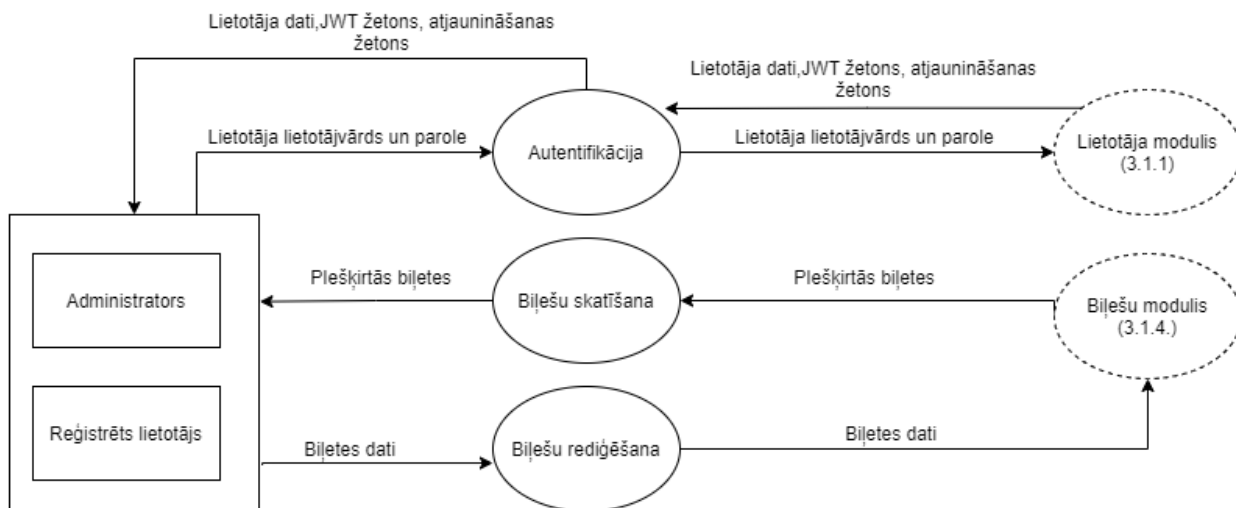 Lietotāja dati,JWT žetons, atjaunināšanas
žetons
Lietotāja dati,JWT žetons, atjaunināšanas
žetons
Lietotāja lietotājvārds un parole
Autentifikācija
Lietotāja lietotājvārds un parole
Lietotāja modulis
(3.1.1)
Administrators
Plešķirtās biļetes
Biļešu skatīšana
Plešķirtās biļetes
Biļešu modulis
(3.1.4.)
Reģistrēts lietotājs
Biļetes dati
Biļešu rediģēšana
Biļetes dati